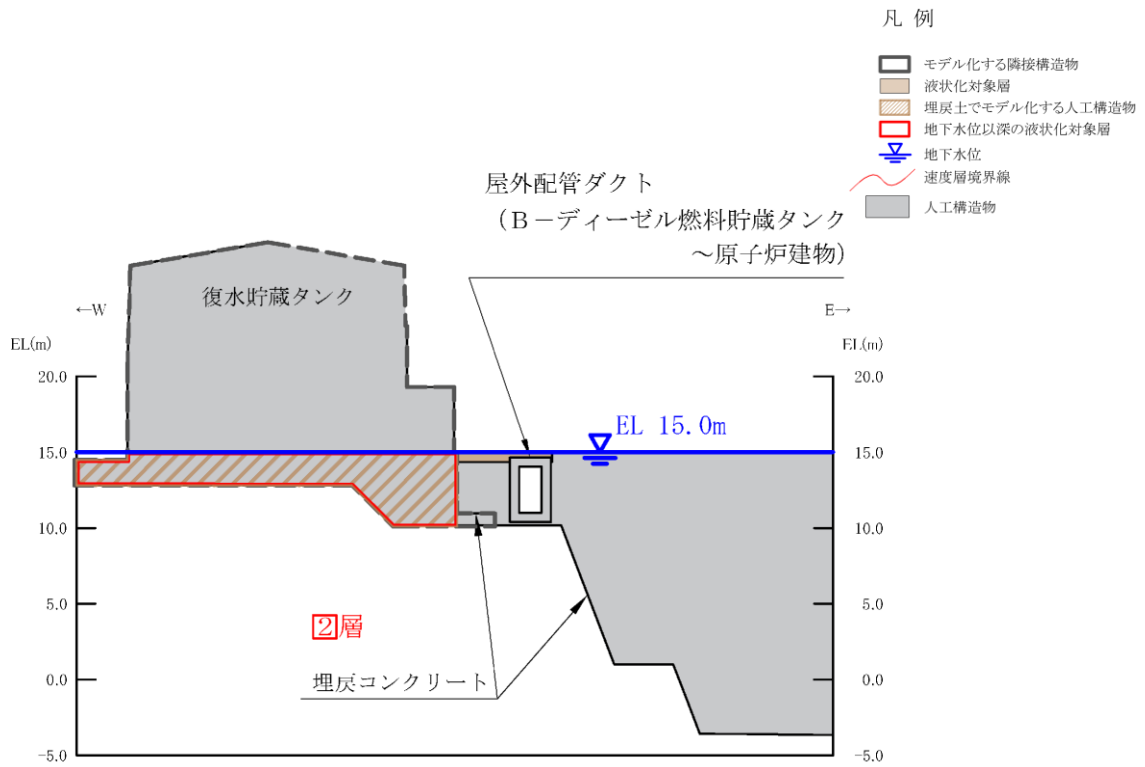 凡 例
モデル化する隣接構造物
液状化対象層
埋戻土でモデル化する人工構造物
地下水位以深の液状化対象層
地下水位
速度層境界線
人工構造物
屋外配管ダクト
(B-ディーゼル燃料貯蔵タンク
~原子炉建物)
復水貯蔵タンク
←W
E→
EL(m)
EL(m)
20.0
20.0
EL 15.0m
15.0
15.0
10.0
10.0
5.0
5.0
2層
埋戻コンクリート
0.0
0.0
-5.0
-5.0